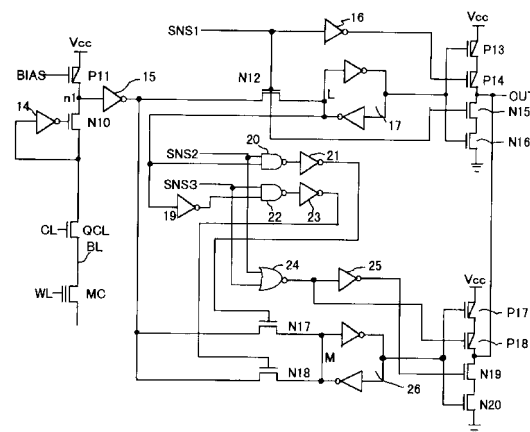 SNS1
16
Vcc
P13
Vcc
BIAS
P11
15
P14
N12
OUT
n1
L
N15
14
N10
17
N16
20
SNS2
21
SNS3
19
22
23
CL
QCL
BL
24
25
Vcc
WL
MC
P17
N17
P18
M
N19
N18
26
N20